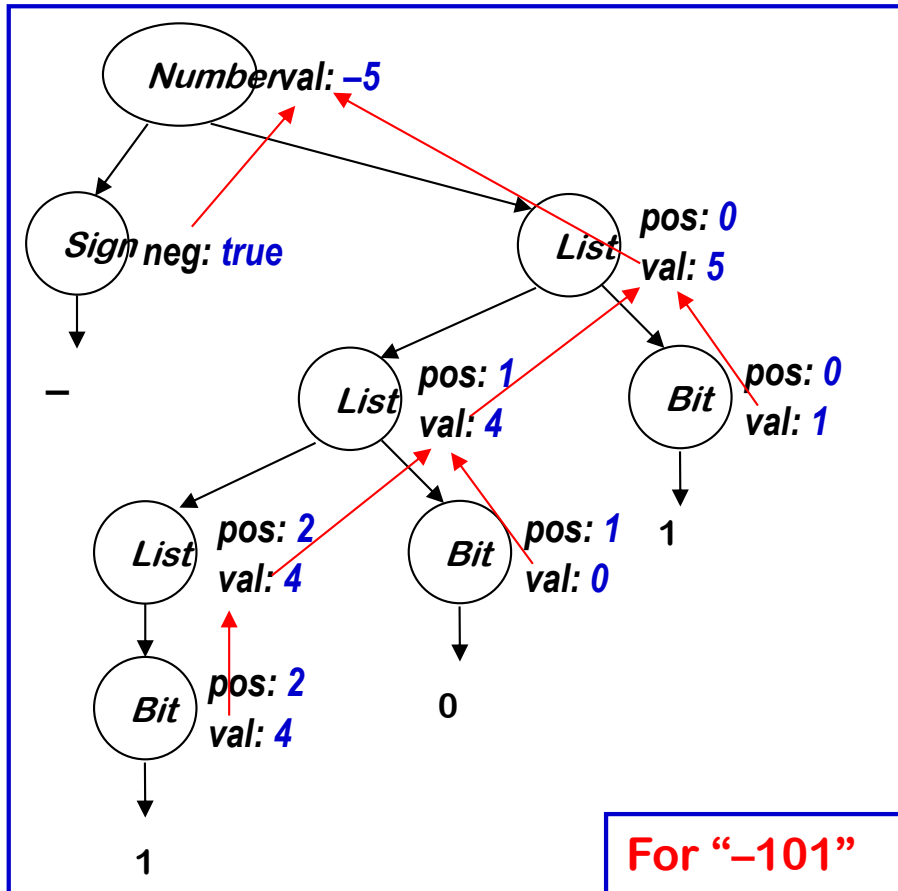 Number val: –5
Sign neg: true
List
pos: 0
val: 5
–
List
pos: 1
val: 4
Bit
pos: 0
val: 1
List
pos: 2
val: 4
Bit
pos: 1
val: 0
1
Bit
pos: 2
val: 4
0
1
For “–101”